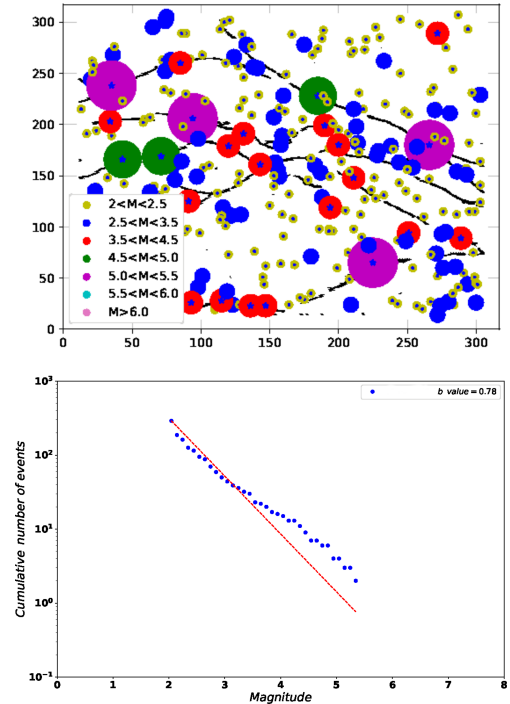 300
250
200
150
100
50
0
2<M<2.5
2.5<M<3.5
3.5<M<4.5
4.5<M<5.0
5.0<M<5.5
5.5<M<6.0
M>6.0
0 50 100 150 200 250 300
10³
10²
10¹
10⁰
10⁻¹
Cumulative number of events
b value = 0.78
0 1 2 3 4 5 6 7 8
Magnitude